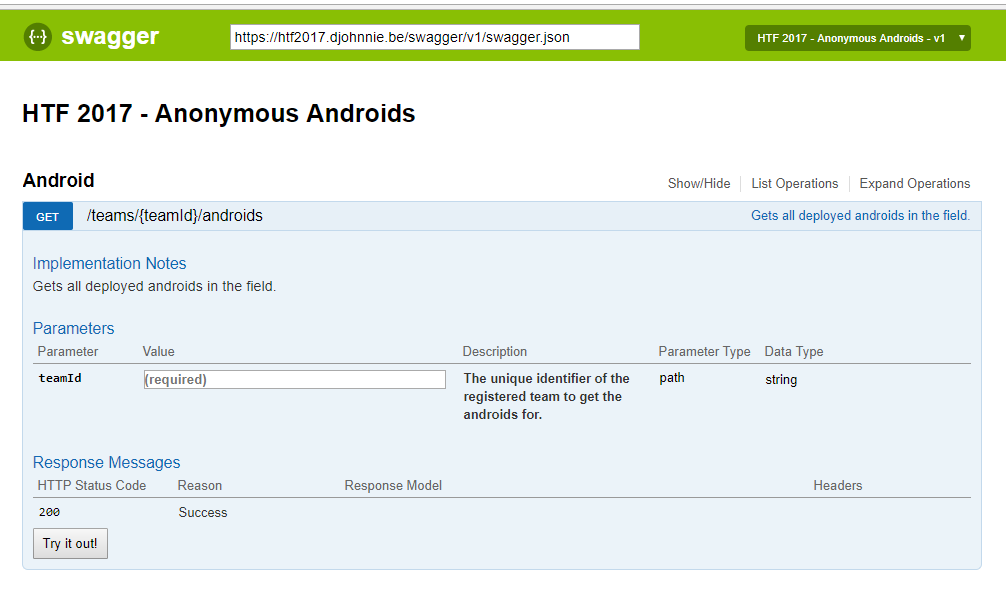 {···} swagger https://htf2017.djohnnie.be/swagger/v1/swagger.json HTF 2017 - Anonymous Androids - v1 ▼
HTF 2017 - Anonymous Androids
Android Show/Hide List Operations Expand Operations
GET /teams/{teamId}/androids Gets all deployed androids in the field.
Implementation Notes
Gets all deployed androids in the field.
Parameters
Parameter Value Description Parameter Type Data Type
teamId (required) The unique identifier of the path string
registered team to get the
androids for.
Response Messages
HTTP Status Code Reason Response Model Headers
200 Success
Try it out!